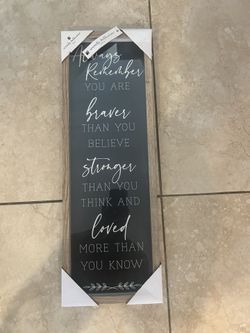 Always
Remember
YOU ARE
braver
THAN YOU
BELIEVE
stronger
THAN YOU
THINK AND
loved
MORE THAN
YOU KNOW